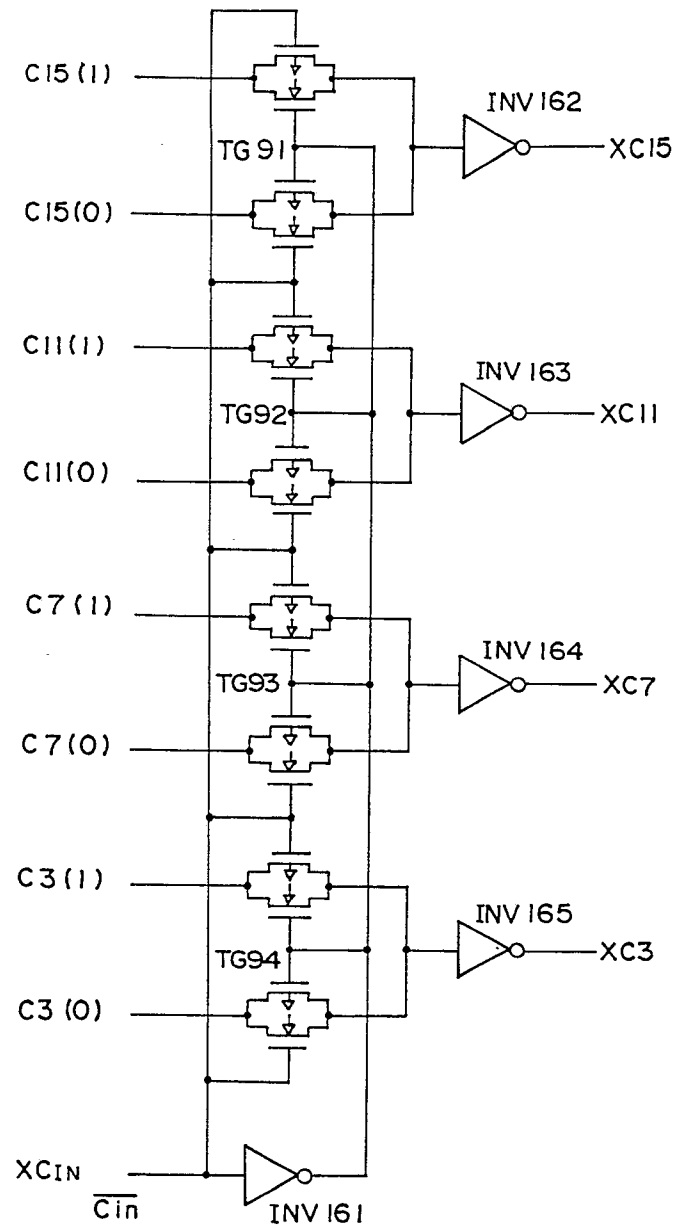 C15(1)
INV 162
TG 91
XC15
C15(0)
C11(1)
INV 163
TG92
XC11
C11(0)
C7(1)
INV 164
TG93
XC7
C7(0)
C3(1)
INV 165
TG94
XC3
C3(0)
XCIN
C̅i̅n̅
INV 161